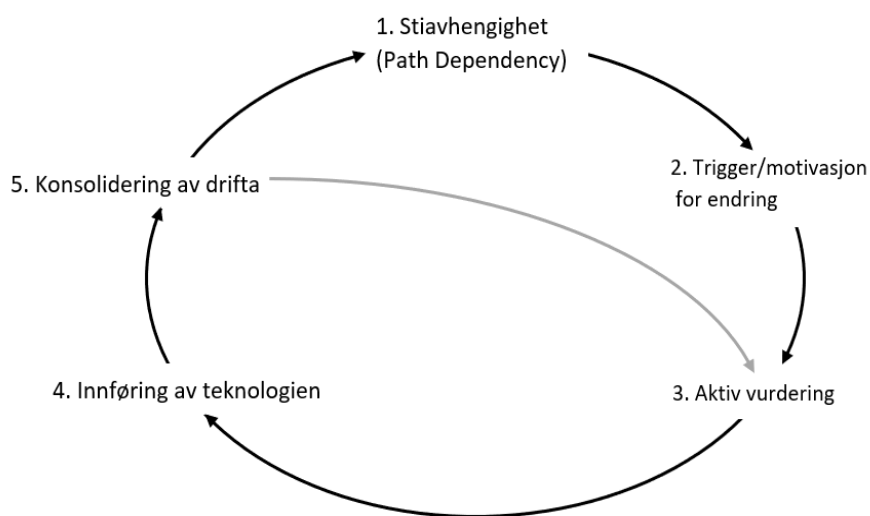 1. Stiavhengighet
(Path Dependency)
2. Trigger/motivasjon
for endring
3. Aktiv vurdering
4. Innføring av teknologien
5. Konsolidering av drifta